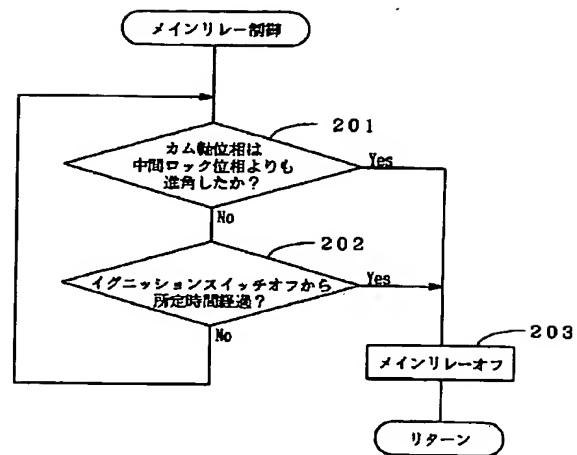 メインリレー制御
201
カム軸位相は
中間ロック位相よりも
進角したか？
Yes
No
202
イグニッションスイッチオフから
所定時間経過？
Yes
No
203
メインリレーオフ
リターン